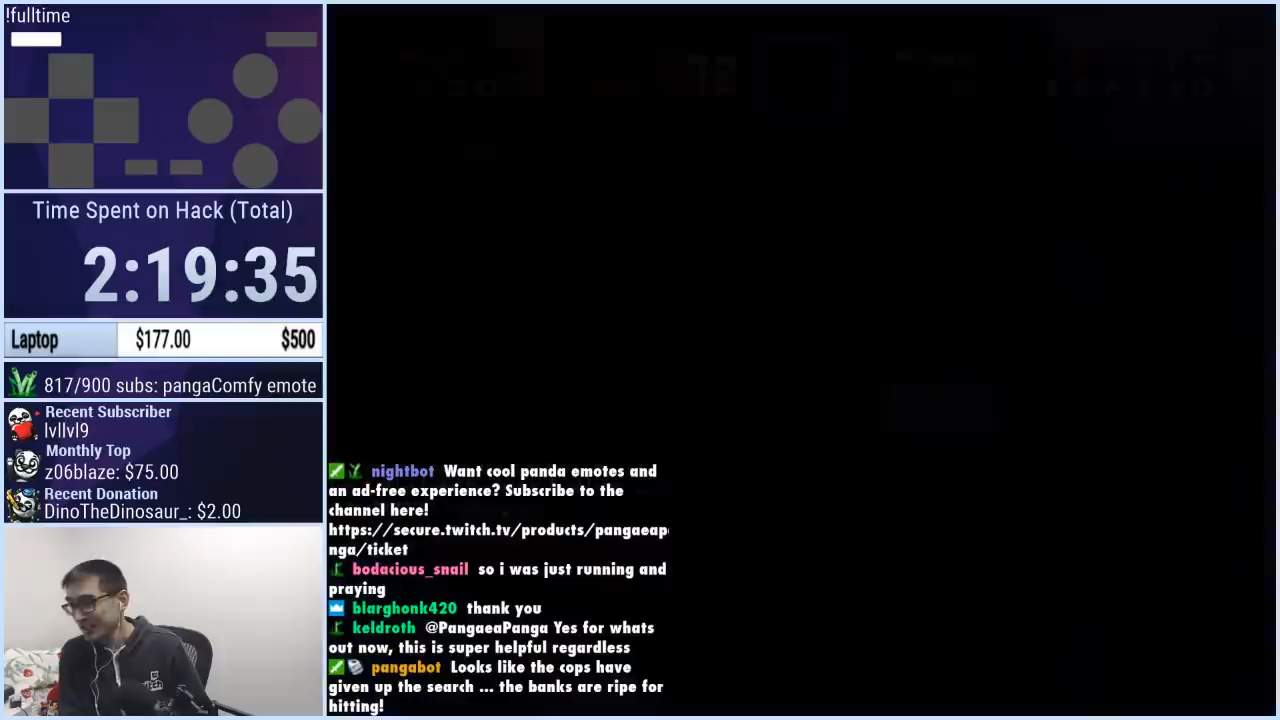 !fulltime
Time Spent on Hack (Total)
2:19:35
Laptop $177.00 $500
817/900 subs: pangaComfy emote
Recent Subscriber
lvllvl9
Monthly Top
z06blaze: $75.00
Recent Donation
DinoTheDinosaur_: $2.00
72
nightbot Want cool panda emotes and
an ad-free experience? Subscribe to the
channel here!
https://secure.twitch.tv/products/pangaeapa
nga/ticket
bodacious_snail so i was just running and
praying
blarghonk420 thank you
keldroth @PangaeaPanga Yes for whats
out now, this is super helpful regardless
pangabot Looks like the cops have
given up the search ... the banks are ripe for
hitting!